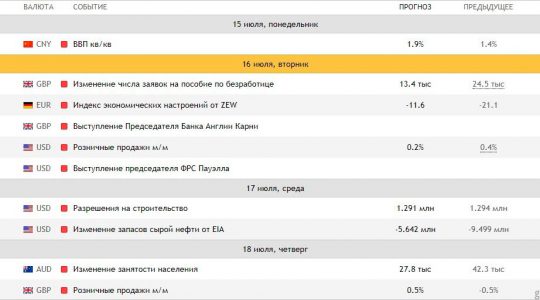 ВАЛЮТА СОБЫТИЕ ПРОГНОЗ ПРЕДЫДУЩЕЕ
15 июля, понедельник
CNY ВВП кв/кв 1.9% 1.4%
16 июля, вторник
GBP Изменение числа заявок на пособие по безработице 13.4 тыс 24.5 тыс
EUR Индекс экономических настроений от ZEW -11.6 -21.1
GBP Выступление Председателя Банка Англии Карни
USD Розничные продажи м/м 0.2% 0.4%
USD Выступление председателя ФРС Пауэлла
17 июля, среда
USD Разрешения на строительство 1.291 млн 1.294 млн
USD Изменение запасов сырой нефти от EIA -5.642 млн -9.499 млн
18 июля, четверг
AUD Изменение занятости населения 27.8 тыс 42.3 тыс
GBP Розничные продажи м/м 0.5% -0.5%